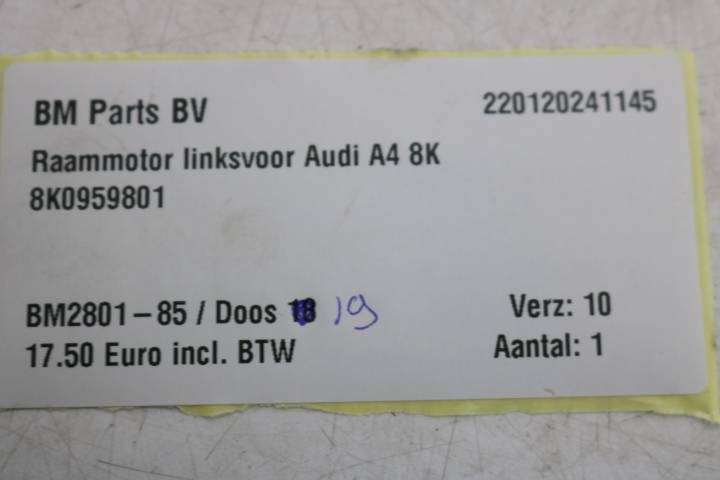 BM Parts BV 220120241145
Raammotor linksvoor Audi A4 8K
8K0959801
BM2801-85 / Doos 18 19 Verz: 10
17.50 Euro incl. BTW Aantal: 1